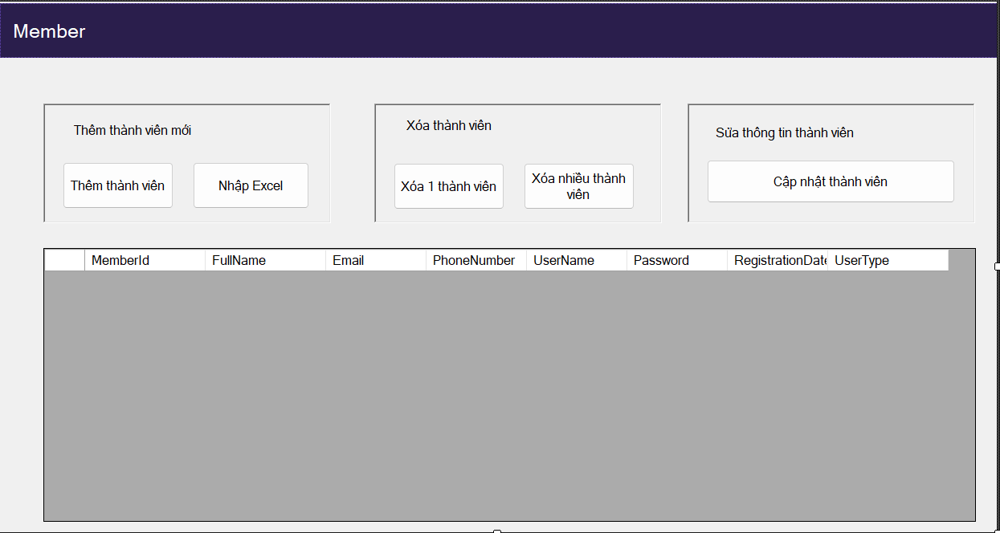 Member
Thêm thành viên mới
Thêm thành viên
Nhập Excel
Xóa thành viên
Xóa 1 thành viên
Xóa nhiều thành
viên
Sửa thông tin thành viên
Cập nhật thành viên
MemberId FullName Email PhoneNumber UserName Password RegistrationDate UserType